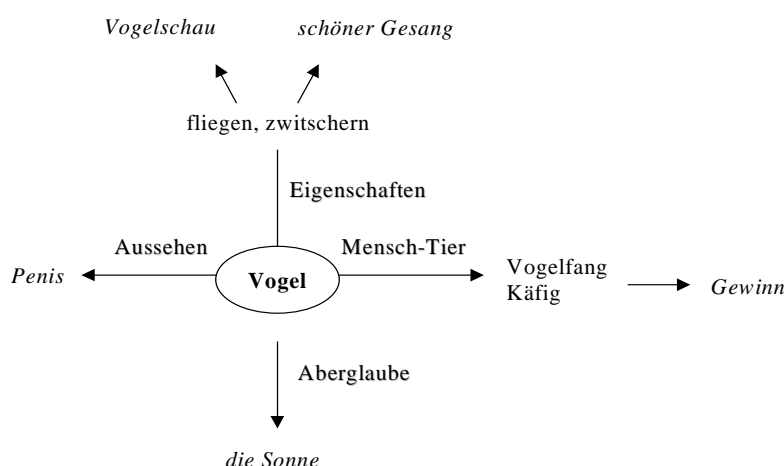 Vogelschau schöner Gesang
fliegen, zwitschern
Eigenschaften
Aussehen Mensch-Tier
Penis Vogel Vogelfang
Käfig Gewinn
Aberglaube
die Sonne